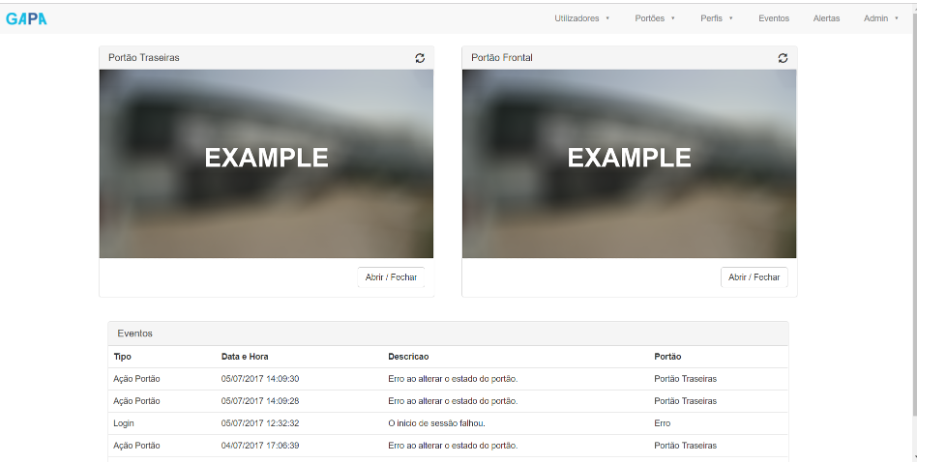 GAPA Utilizadores Portões Perfis Eventos Alertas Admin
Portão Traseiras
EXAMPLE
Abrir / Fechar
Portão Frontal
EXAMPLE
Abrir / Fechar
Eventos
Tipo Data e Hora Descricao Portão
Ação Portão 05/07/2017 14:09:30 Erro ao alterar o estado do portão. Portão Traseiras
Ação Portão 05/07/2017 14:09:28 Erro ao alterar o estado do portão. Portão Traseiras
Login 05/07/2017 12:32:32 O inicio de sessão falhou. Erro
Ação Portão 04/07/2017 17:06:39 Erro ao alterar o estado do portão. Portão Traseiras